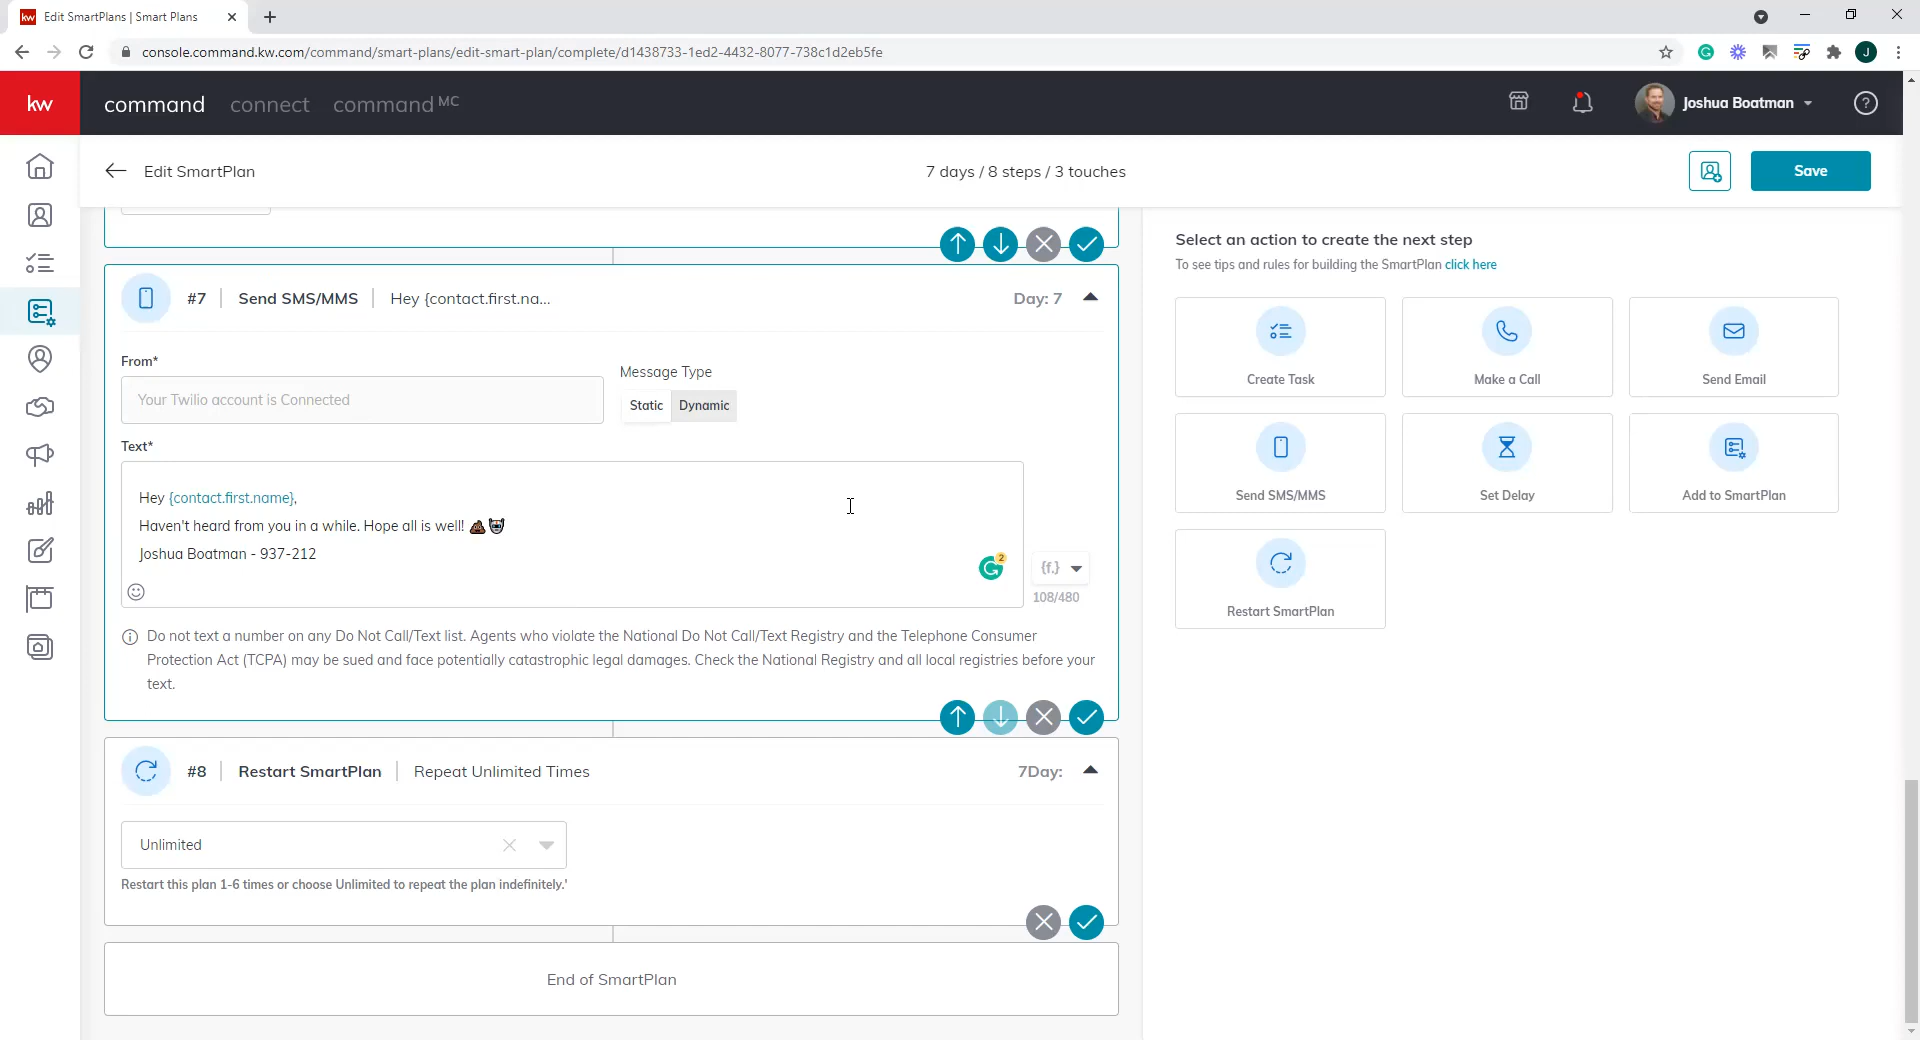 kw
Edit SmartPlans | Smart Plans
console.command.kw.com/command/smart-plans/edit-smart-plan/complete/d1438733-1ed2-4432-8077-738c1d2eb5fe
J
kw
command
connect
command MC
Joshua Boatman
?
Edit SmartPlan
7 days / 8 steps / 3 touches
Save
#7
Send SMS/MMS
Hey {contact.first.na...
Day: 7
From*
Your Twilio account is Connected
Message Type
Static
Dynamic
Text*
Hey {contact.first.name},
Haven't heard from you in a while. Hope all is well! 💩🤖
Joshua Boatman - 937-212
2
{f.}
108/480
Do not text a number on any Do Not Call/Text list. Agents who violate the National Do Not Call/Text Registry and the Telephone Consumer
Protection Act (TCPA) may be sued and face potentially catastrophic legal damages. Check the National Registry and all local registries before your
text.
#8
Restart SmartPlan
Repeat Unlimited Times
7Day:
Unlimited
Restart this plan 1-6 times or choose Unlimited to repeat the plan indefinitely.'
End of SmartPlan
Select an action to create the next step
To see tips and rules for building the SmartPlan click here
Create Task
Make a Call
Send Email
Send SMS/MMS
Set Delay
Add to SmartPlan
Restart SmartPlan